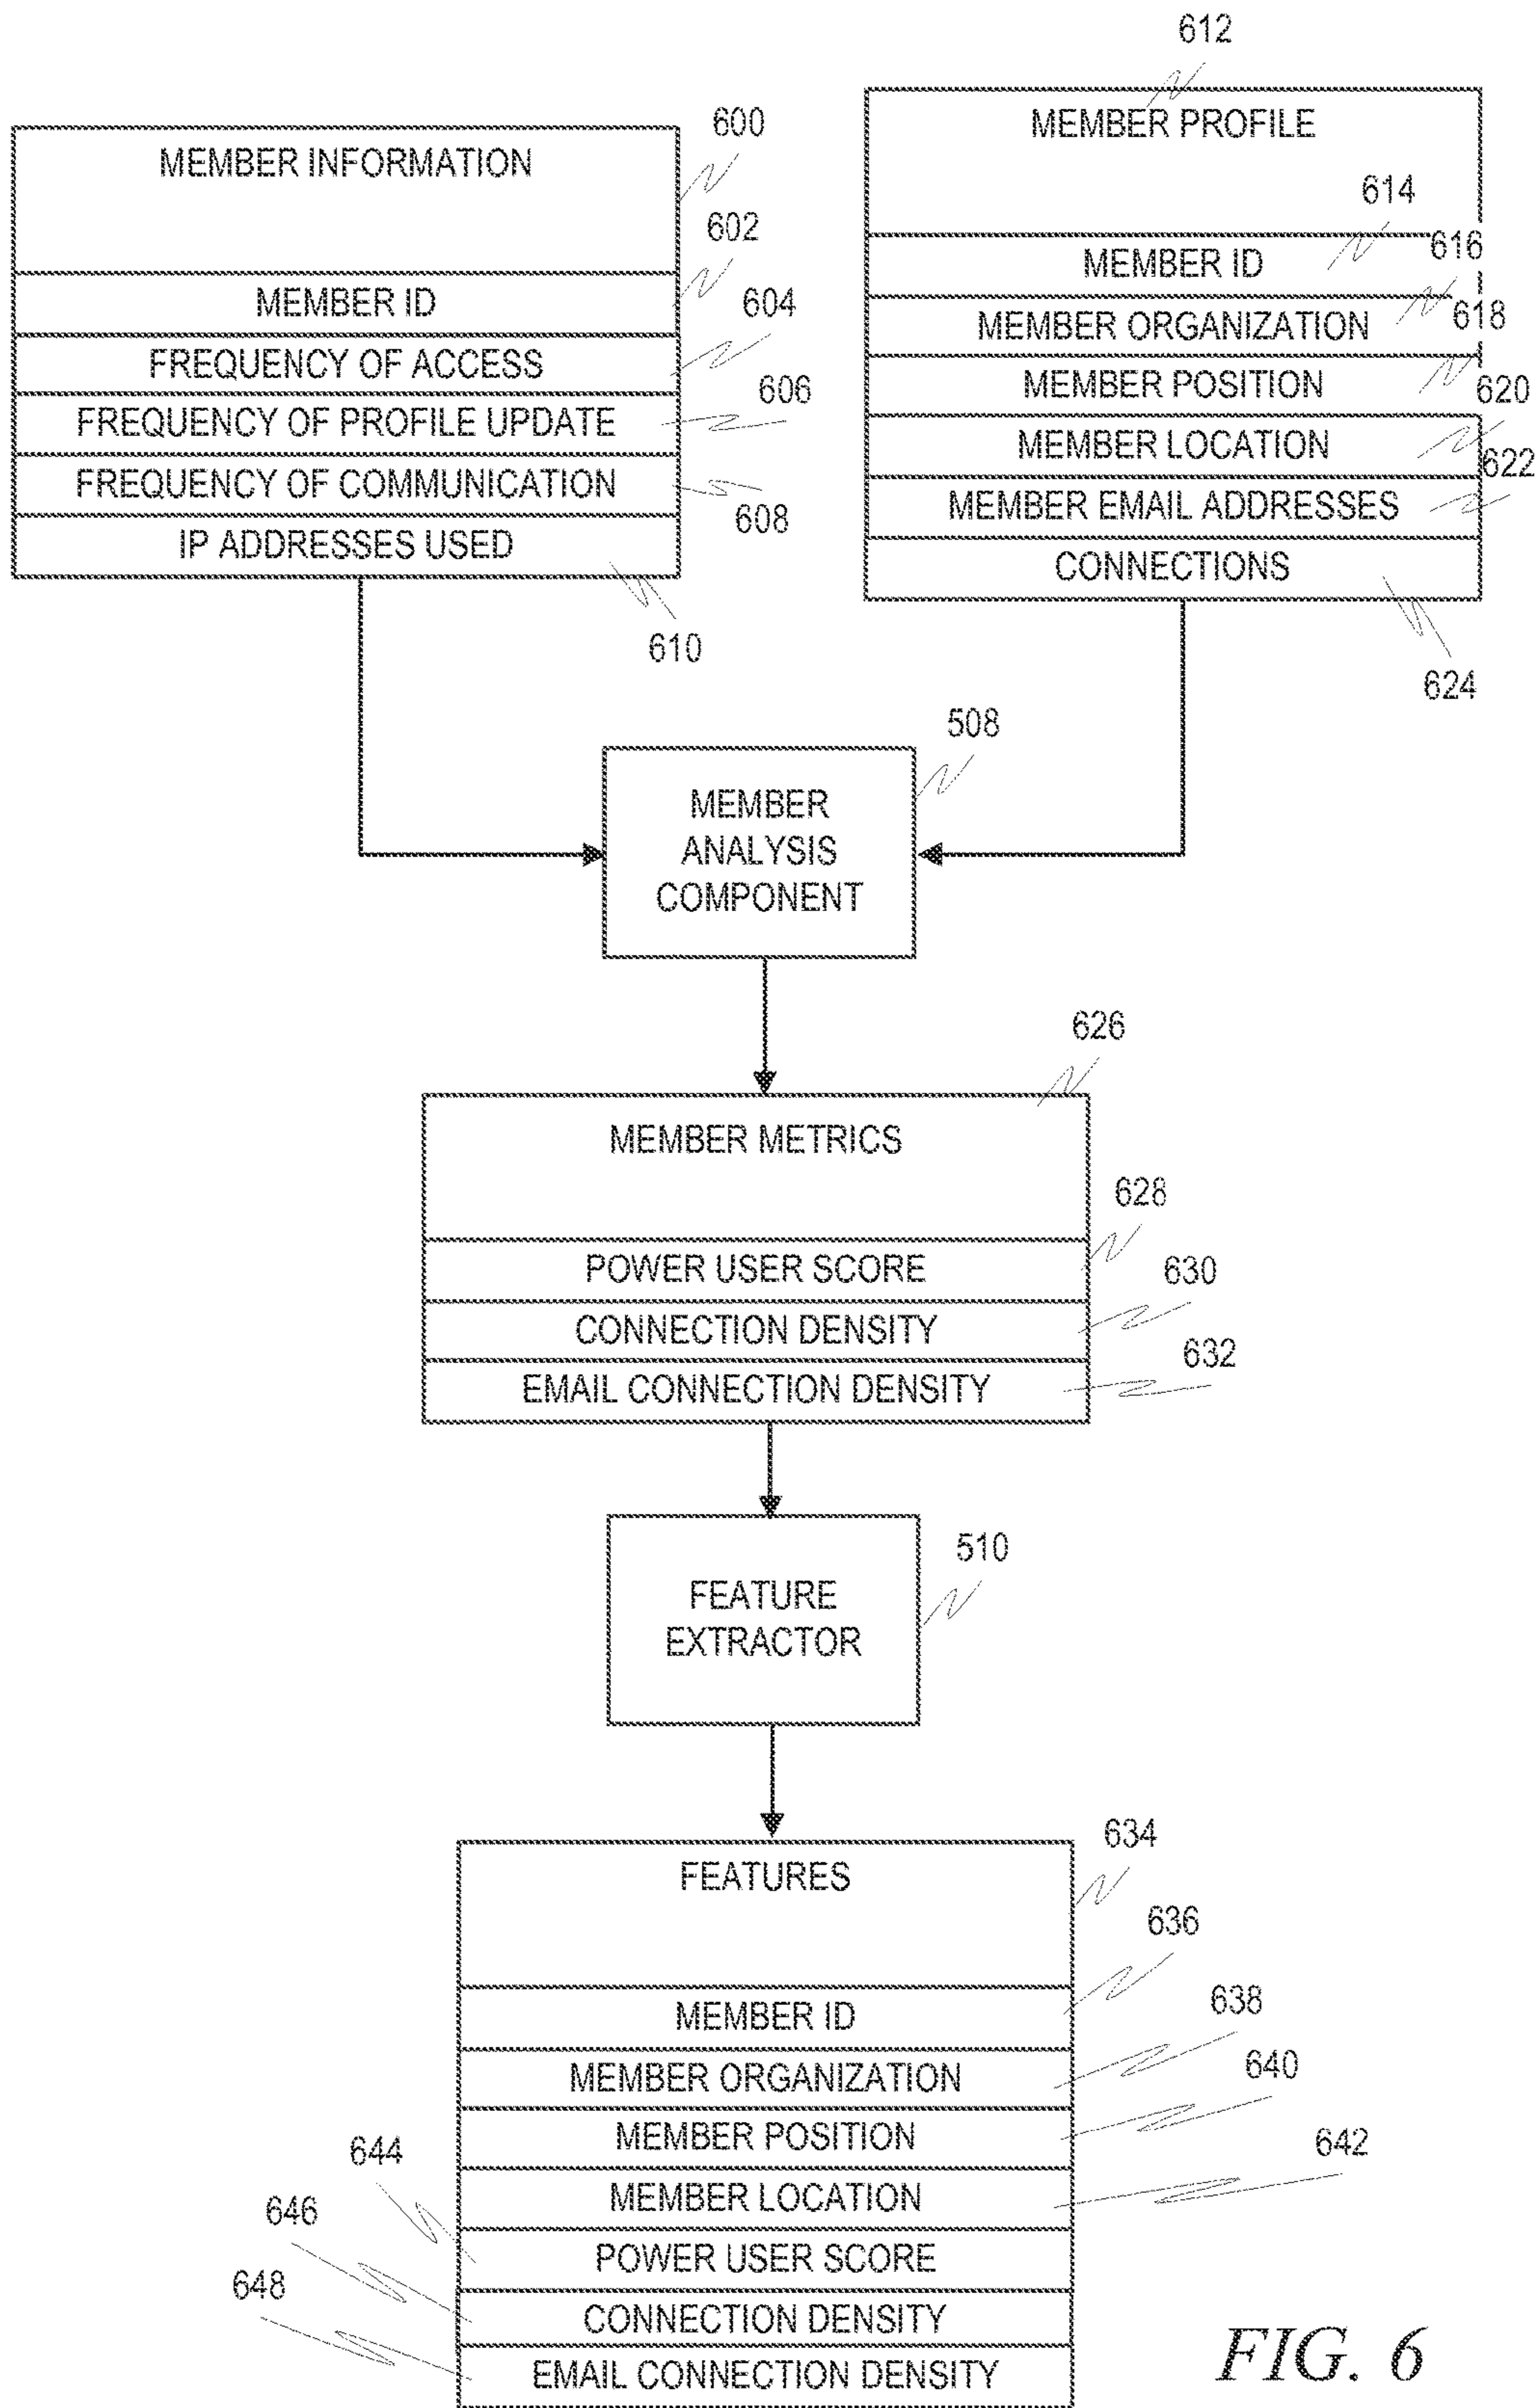 612
MEMBER PROFILE
600
MEMBER INFORMATION
614
602
616
MEMBER ID
MEMBER ID
604
618
FREQUENCY OF ACCESS
MEMBER ORGANIZATION
606
620
FREQUENCY OF PROFILE UPDATE
MEMBER POSITION
622
FREQUENCY OF COMMUNICATION
MEMBER LOCATION
608
MEMBER EMAIL ADDRESSES
IP ADDRESSES USED
CONNECTIONS
610
624
508
MEMBER
ANALYSIS
COMPONENT
626
MEMBER METRICS
628
POWER USER SCORE
630
CONNECTION DENSITY
632
EMAIL CONNECTION DENSITY
510
FEATURE
EXTRACTOR
634
FEATURES
636
MEMBER ID
638
MEMBER ORGANIZATION
640
MEMBER POSITION
642
644
MEMBER LOCATION
646
POWER USER SCORE
648
CONNECTION DENSITY
EMAIL CONNECTION DENSITY
FIG. 6